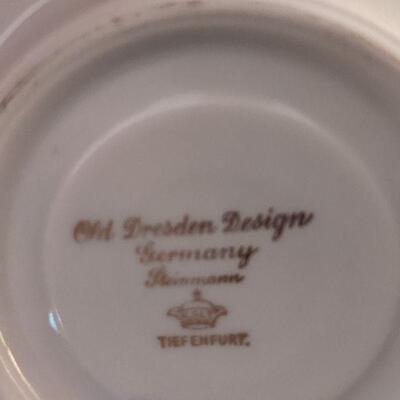 Old Dresden Design
Germany
Steinmann
TIEFENFURT.